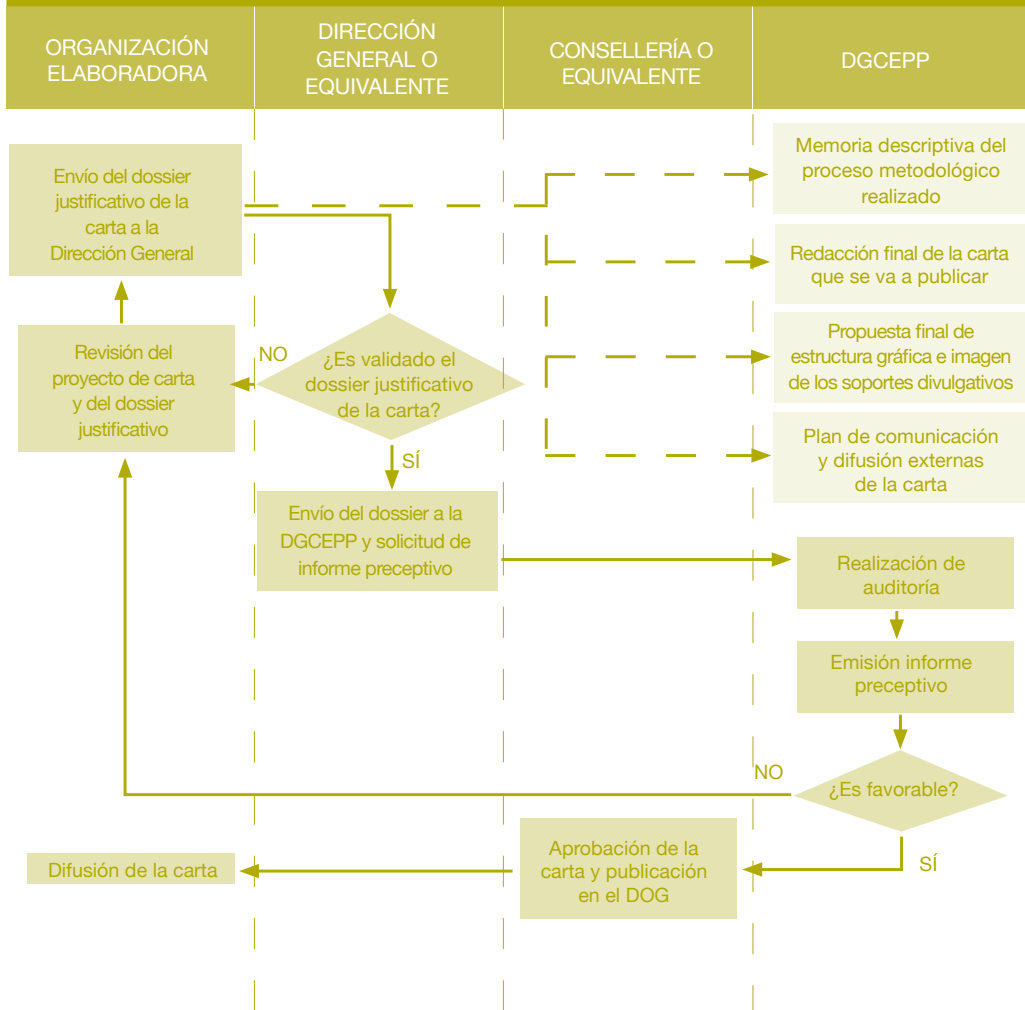 ORGANIZACIÓN
ELABORADORA
DIRECCIÓN
GENERAL O
EQUIVALENTE
CONSELLERÍA O
EQUIVALENTE
DGCEPP
Envío del dossier
justificativo de la
carta a la
Dirección General
Memoria descriptiva del
proceso metodológico
realizado
Redacción final de la carta
que se va a publicar
Revisión del
proyecto de carta
y del dossier
justificativo
NO
¿Es validado el
dossier justificativo
de la carta?
Propuesta final de
estructura gráfica e imagen
de los soportes divulgativos
SÍ
Plan de comunicación
y difusión externas
de la carta
Envío del dossier a la
DGCEPP y solicitud de
informe preceptivo
Realización de
auditoría
Emisión informe
preceptivo
NO
¿Es favorable?
SÍ
Aprobación de la
carta y publicación
en el DOG
Difusión de la carta